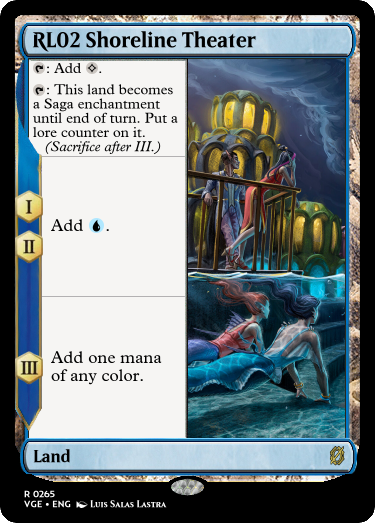 RL02 Shoreline Theater
: Add .
: This land becomes
a Saga enchantment
until end of turn. Put a
lore counter on it.
(Sacrifice after III.)
I
II
Add .
III
Add one mana
of any color.
Land
R 0265
VGE • ENG Luis Salas Lastra